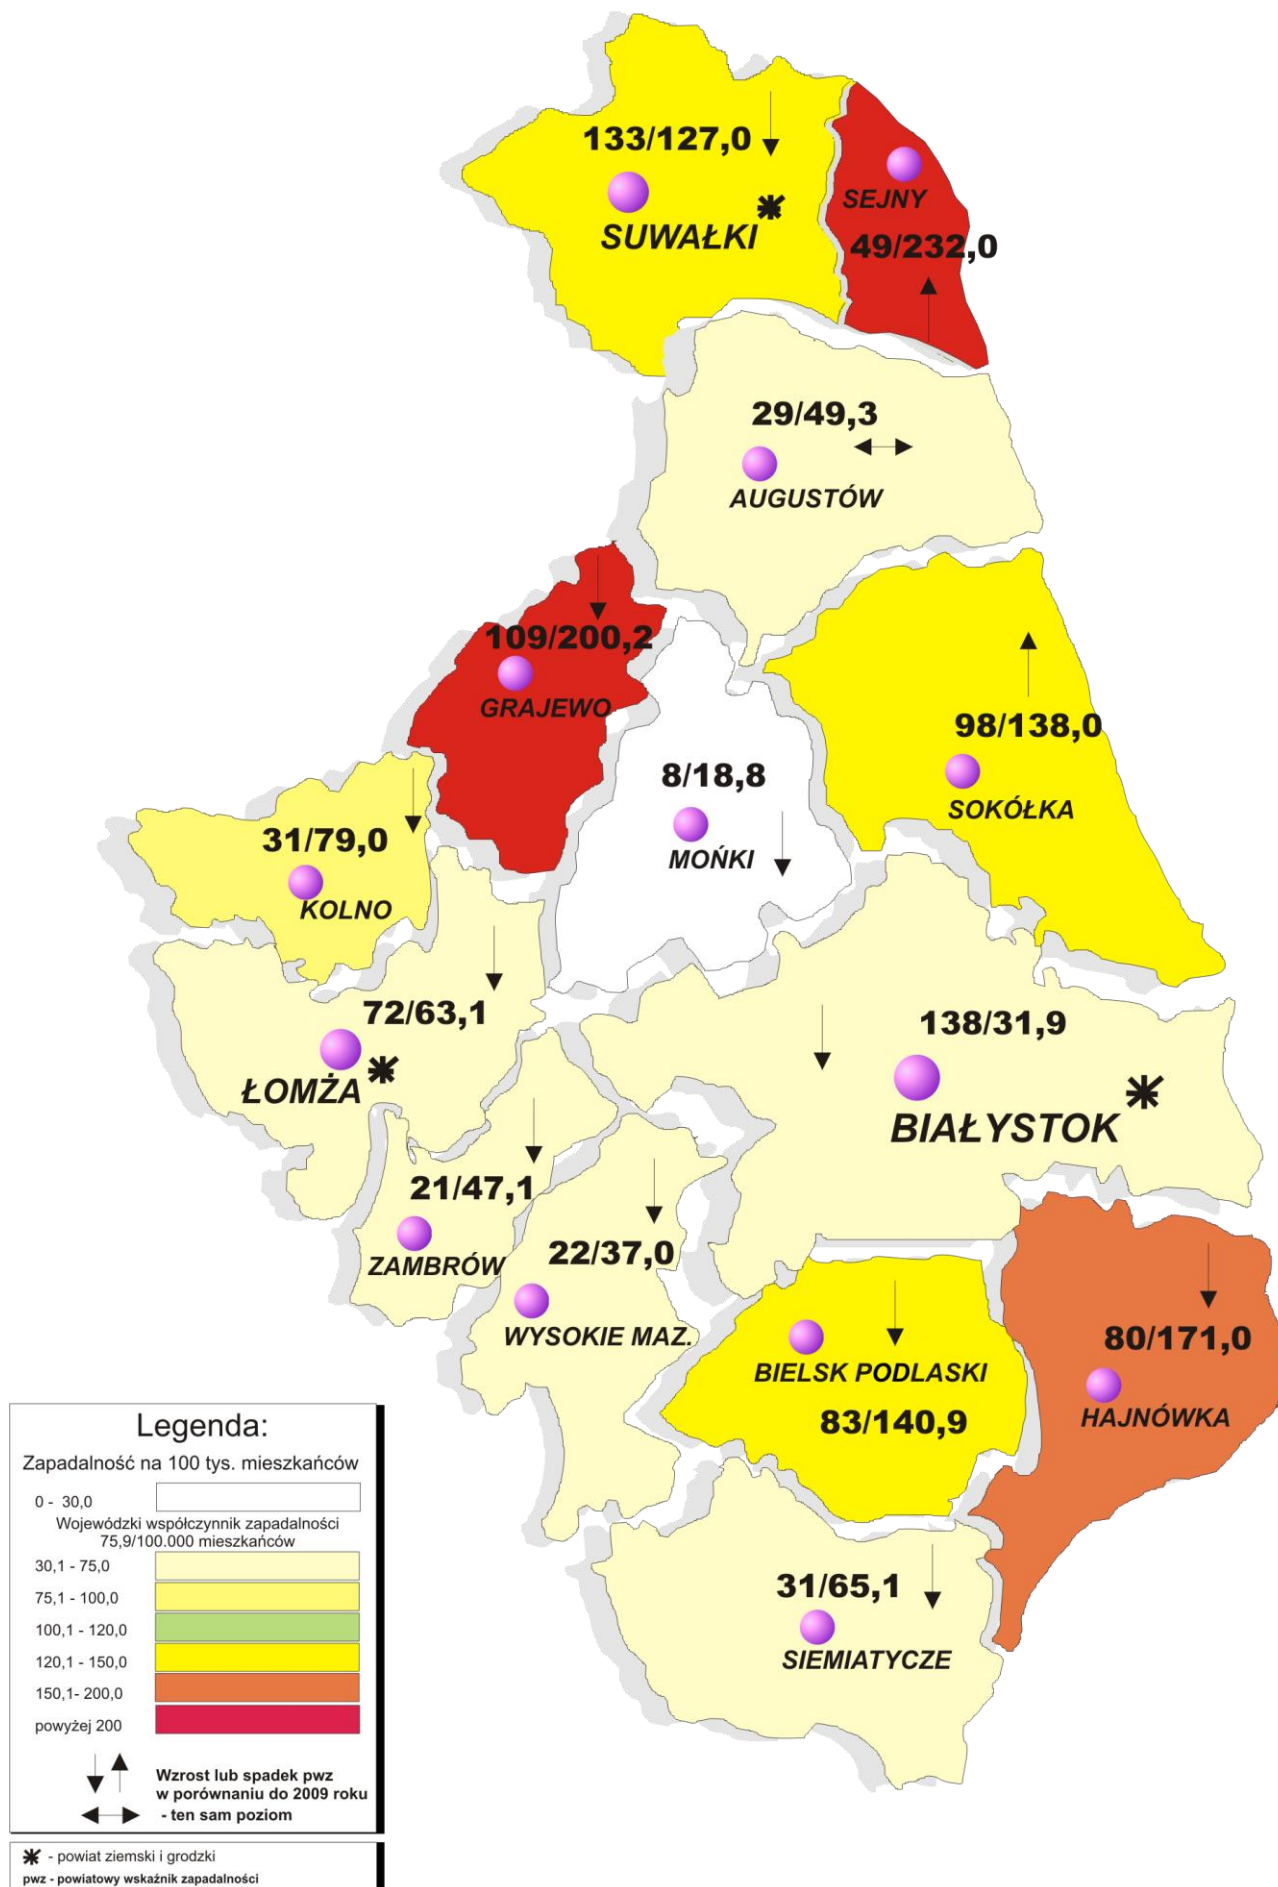 133/127,0
SUWAŁKI
SEJNY
49/232,0
29/49,3
AUGUSTÓW
109/200,2
GRAJEWO
98/138,0
SOKÓŁKA
8/18,8
MOŃKI
31/79,0
KOLNO
72/63,1
ŁOMŻA
138/31,9
BIAŁYSTOK
21/47,1
ZAMBRÓW
22/37,0
WYSOKIE MAZ.
BIELSK PODLASKI
83/140,9
80/171,0
HAJNÓWKA
31/65,1
SIEMIATYCZE
Legenda:
Zapadalność na 100 tys. mieszkańców
0 - 30,0
Wojewódzki współczynnik zapadalności
75,9/100.000 mieszkańców
30,1 - 75,0
75,1 - 100,0
100,1 - 120,0
120,1 - 150,0
150,1- 200,0
powyżej 200
Wzrost lub spadek pwz
w porównaniu do 2009 roku
- ten sam poziom
- powiat ziemski i grodzki
pwz - powiatowy wskaźnik zapadalności